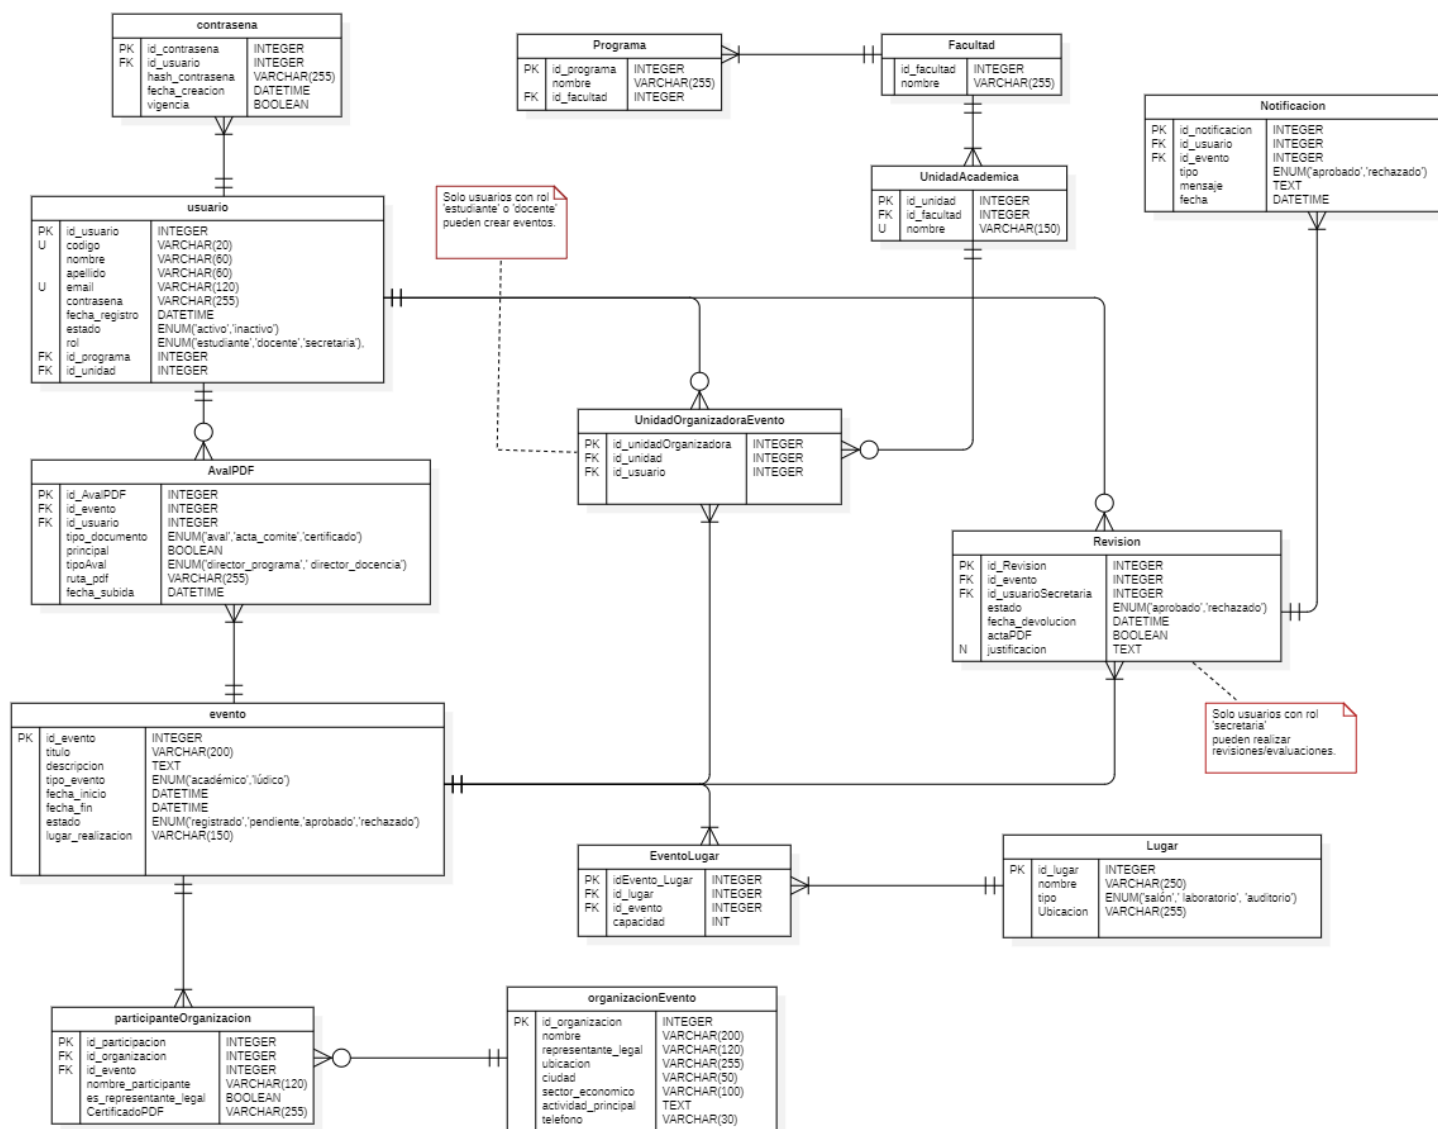 contrasena
PK id_contrasena INTEGER
FK id_usuario INTEGER
hash_contrasena VARCHAR(255)
fecha_creacion DATETIME
vigencia BOOLEAN
Programa
PK id_programa INTEGER
nombre VARCHAR(255)
FK id_facultad INTEGER
Facultad
id_facultad INTEGER
nombre VARCHAR(255)
Notificacion
PK id_notificacion INTEGER
FK id_usuario INTEGER
FK id_evento INTEGER
tipo ENUM('aprobado','rechazado')
mensaje TEXT
fecha DATETIME
UnidadAcademica
PK id_unidad INTEGER
FK id_facultad INTEGER
U nombre VARCHAR(150)
Solo usuarios con rol
'estudiante' o 'docente'
pueden crear eventos.
usuario
PK id_usuario INTEGER
U codigo VARCHAR(20)
nombre VARCHAR(60)
apellido VARCHAR(60)
U email VARCHAR(120)
contrasena VARCHAR(255)
fecha_registro DATETIME
estado ENUM('activo','inactivo')
rol ENUM('estudiante','docente','secretaria'),
FK id_programa INTEGER
FK id_unidad INTEGER
UnidadOrganizadoraEvento
PK id_unidadOrganizadora INTEGER
FK id_unidad INTEGER
FK id_usuario INTEGER
AvalPDF
PK id_AvalPDF INTEGER
FK id_evento INTEGER
FK id_usuario INTEGER
tipo_documento ENUM('aval','acta_comite','certificado')
principal BOOLEAN
tipoAval ENUM('director_programa',' director_docencia')
ruta_pdf VARCHAR(255)
fecha_subida DATETIME
Revision
PK id_Revision INTEGER
FK id_evento INTEGER
FK id_usuarioSecretaria INTEGER
estado ENUM('aprobado','rechazado')
fecha_devolucion DATETIME
actaPDF BOOLEAN
N justificacion TEXT
Solo usuarios con rol
'secretaria'
pueden realizar
revisiones/evaluaciones.
evento
PK id_evento INTEGER
titulo VARCHAR(200)
descripcion TEXT
tipo_evento ENUM('académico','lúdico')
fecha_inicio DATETIME
fecha_fin DATETIME
estado ENUM('registrado','pendiente,'aprobado','rechazado')
lugar_realizacion VARCHAR(150)
EventoLugar
PK idEvento_Lugar INTEGER
FK id_lugar INTEGER
FK id_evento INTEGER
capacidad INT
Lugar
PK id_lugar INTEGER
nombre VARCHAR(250)
tipo ENUM('salón',' laboratorio', 'auditorio')
Ubicacion VARCHAR(255)
participanteOrganizacion
PK id_participacion INTEGER
FK id_organizacion INTEGER
FK id_evento INTEGER
nombre_participante VARCHAR(120)
es_representante_legal BOOLEAN
CertificadoPDF VARCHAR(255)
organizacionEvento
PK id_organizacion INTEGER
nombre VARCHAR(200)
representante_legal VARCHAR(120)
ubicacion VARCHAR(255)
ciudad VARCHAR(50)
sector_economico VARCHAR(100)
actividad_principal TEXT
telefono VARCHAR(30)